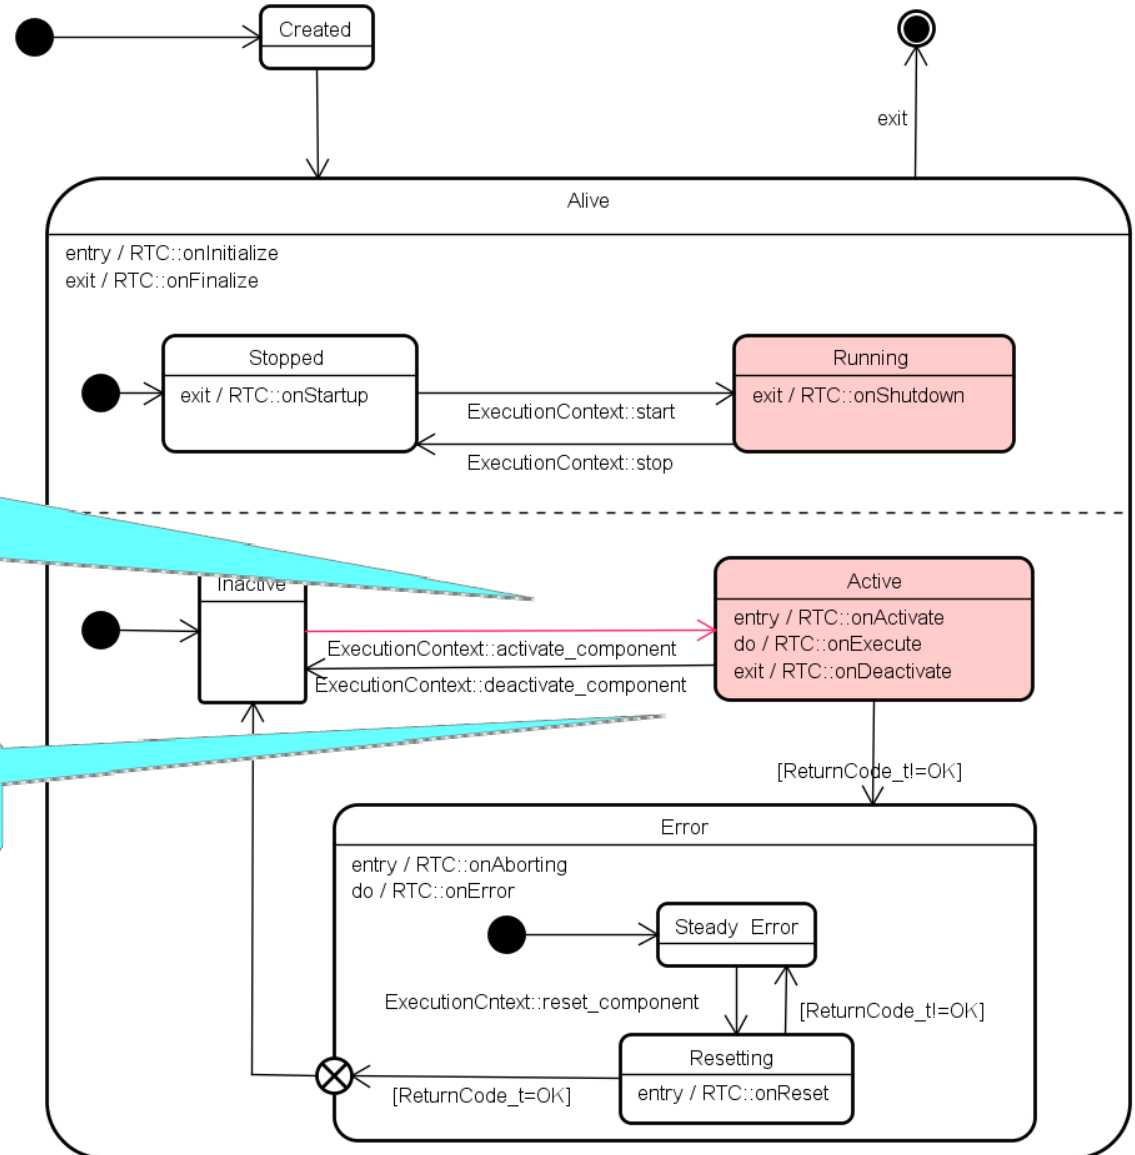 Created
exit
Alive
entry / RTC::onInitialize
exit / RTC::onFinalize
Stopped
exit / RTC::onStartup
Running
exit / RTC::onShutdown
ExecutionContext::start
ExecutionContext::stop
Inactive
Active
entry / RTC::onActivate
do / RTC::onExecute
exit / RTC::onDeactivate
ExecutionContext::activate_component
ExecutionContext::deactivate_component
[ReturnCode_t!=OK]
Error
entry / RTC::onAborting
do / RTC::onError
Steady Error
ExecutionCntext::reset_component
[ReturnCode_t!=OK]
Resetting
entry / RTC::onReset
[ReturnCode_t=OK]